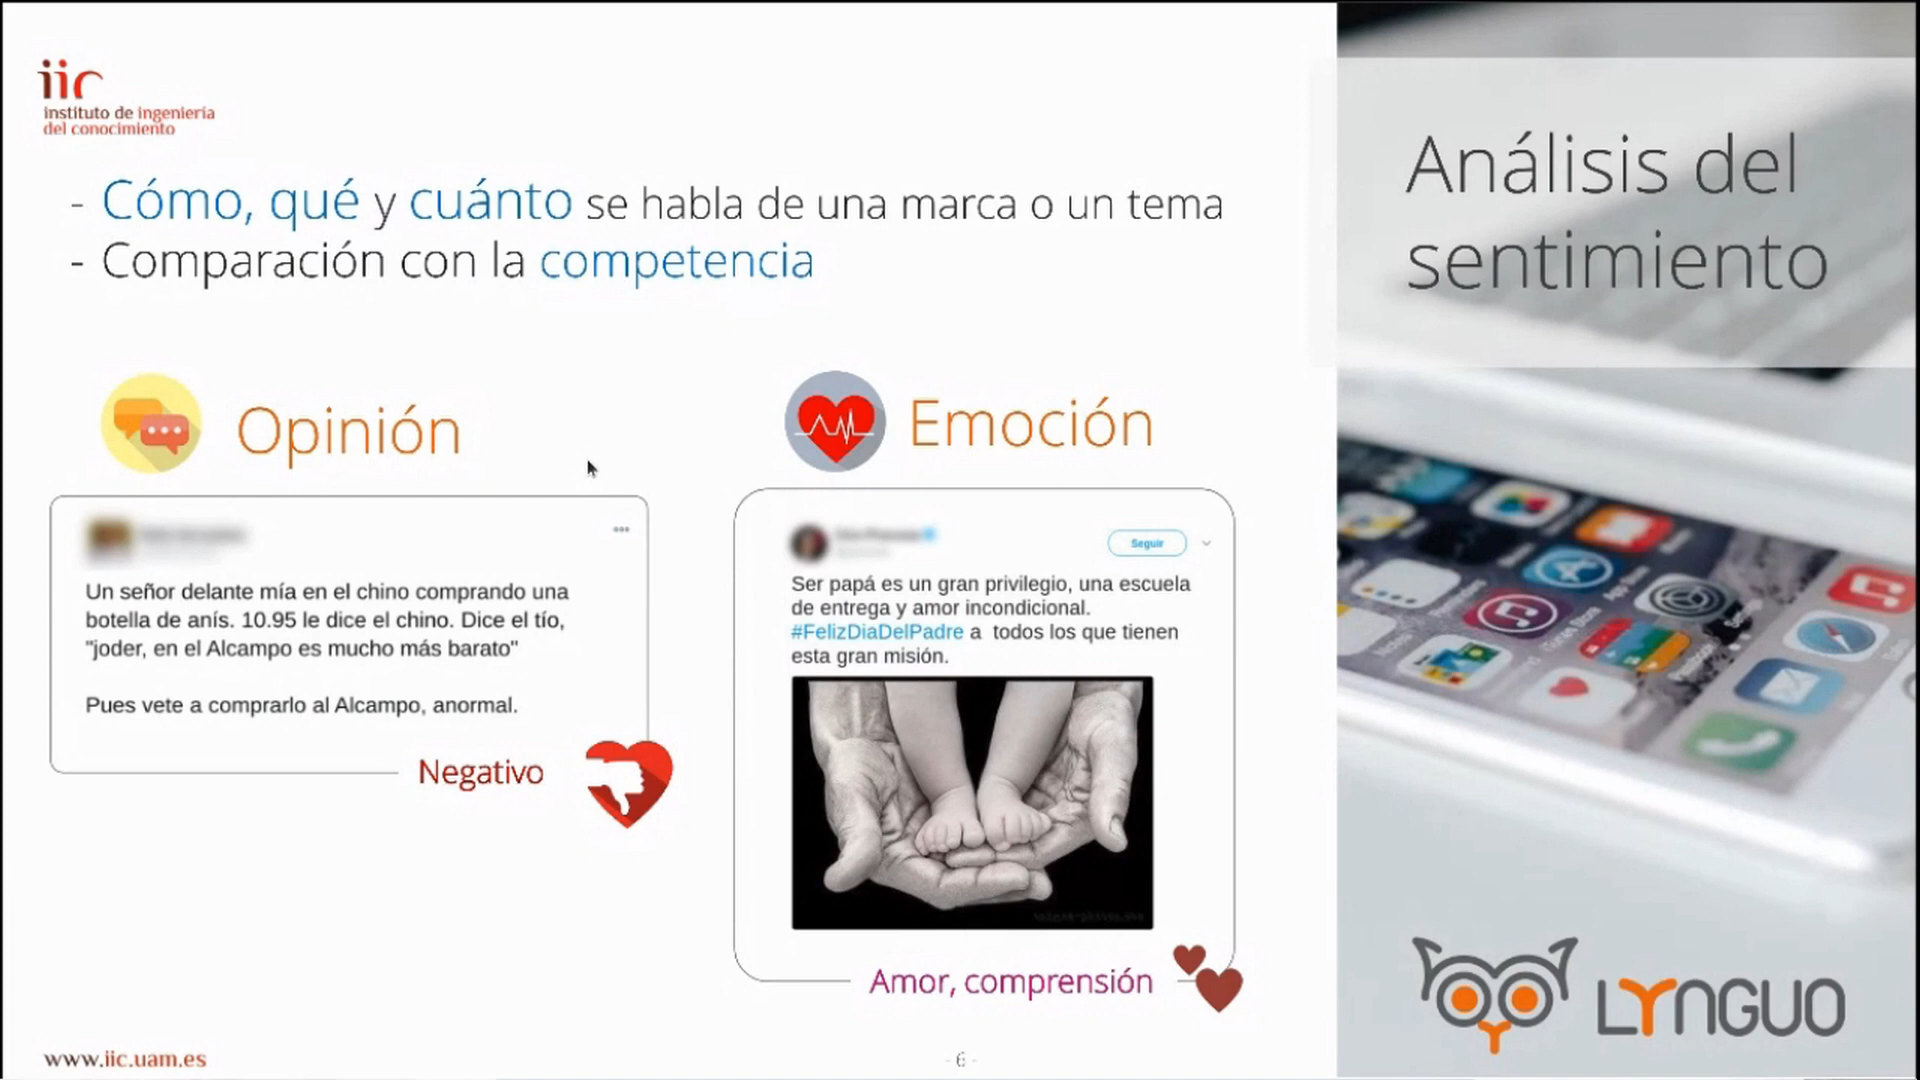 iic
instituto de ingeniería
del conocimiento
- Cómo, qué y cuánto se habla de una marca o un tema
- Comparación con la competencia
Análisis del
sentimiento
Opinión
Un señor delante mía en el chino comprando una
botella de anís. 10.95 le dice el chino. Dice el tío,
"joder, en el Alcampo es mucho más barato"
Pues vete a comprarlo al Alcampo, anormal.
Negativo
Emoción
Seguir
Ser papá es un gran privilegio, una escuela
de entrega y amor incondicional.
#FelizDiaDelPadre a todos los que tienen
esta gran misión.
Amor, comprensión
LYNGUO
www.iic.uam.es
- 6 -